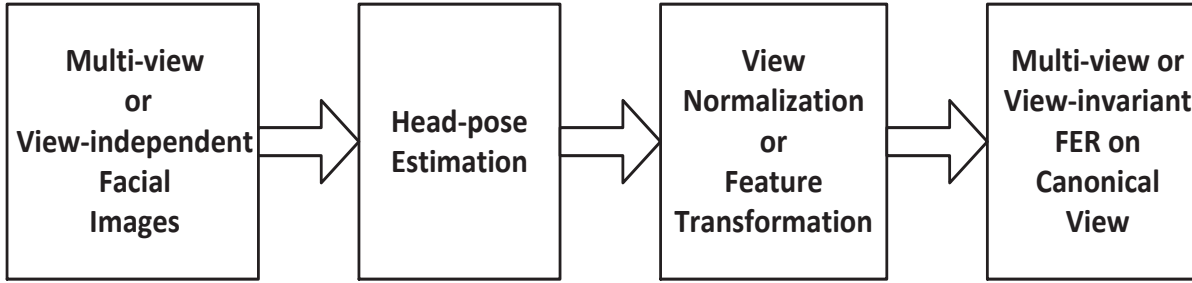 Multi-view
or
View-independent
Facial
Images
Head-pose
Estimation
View
Normalization
or
Feature
Transformation
Multi-view or
View-invariant
FER on
Canonical
View